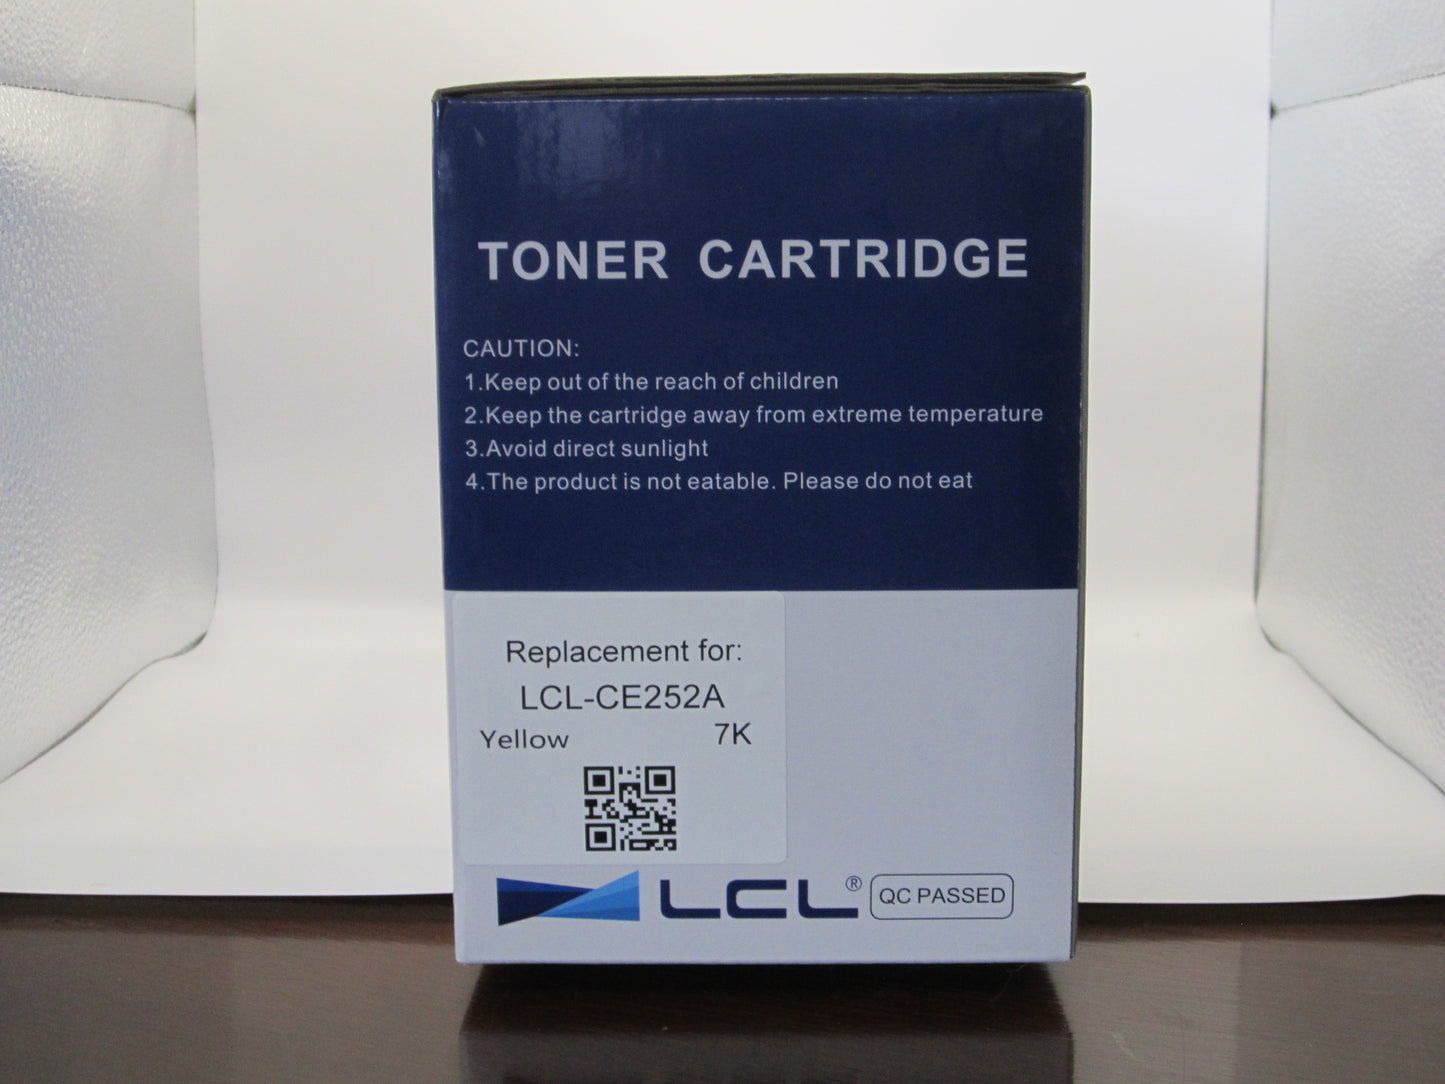 TONER CARTRIDGE
CAUTION:
1.Keep out of the reach of children
2.Keep the cartridge away from extreme temperature
3.Avoid direct sunlight
4.The product is not eatable. Please do not eat
Replacement for:
LCL-CE252A
Yellow 7K
LCL® QC PASSED